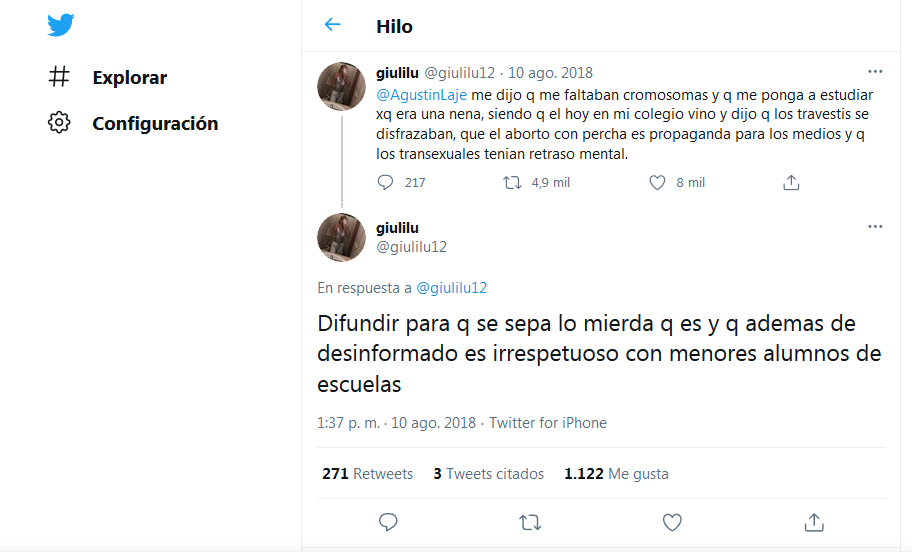 Hilo
Explorar
Configuración
giulilu @giulilu12 · 10 ago. 2018
@AgustinLaje me dijo q me faltaban cromosomas y q me ponga a estudiar
xq era una nena, siendo q el hoy en mi colegio vino y dijo q los travestis se
disfrazaban, que el aborto con percha es propaganda para los medios y q
los transexuales tenian retraso mental.
217 4,9 mil 8 mil
giulilu
@giulilu12
En respuesta a @giulilu12
Difundir para q se sepa lo mierda q es y q ademas de
desinformado es irrespetuoso con menores alumnos de
escuelas
1:37 p. m. · 10 ago. 2018 · Twitter for iPhone
271 Retweets 3 Tweets citados 1.122 Me gusta